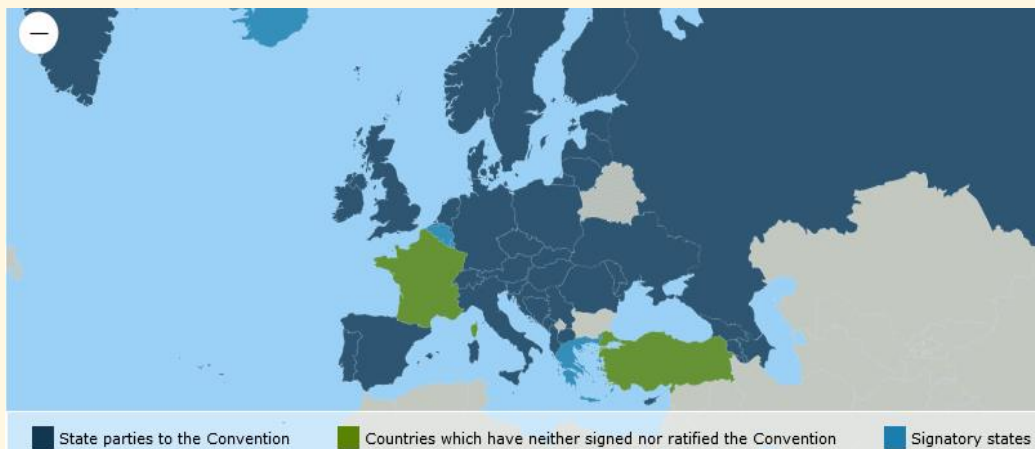 State parties to the Convention
Countries which have neither signed nor ratified the Convention
Signatory states